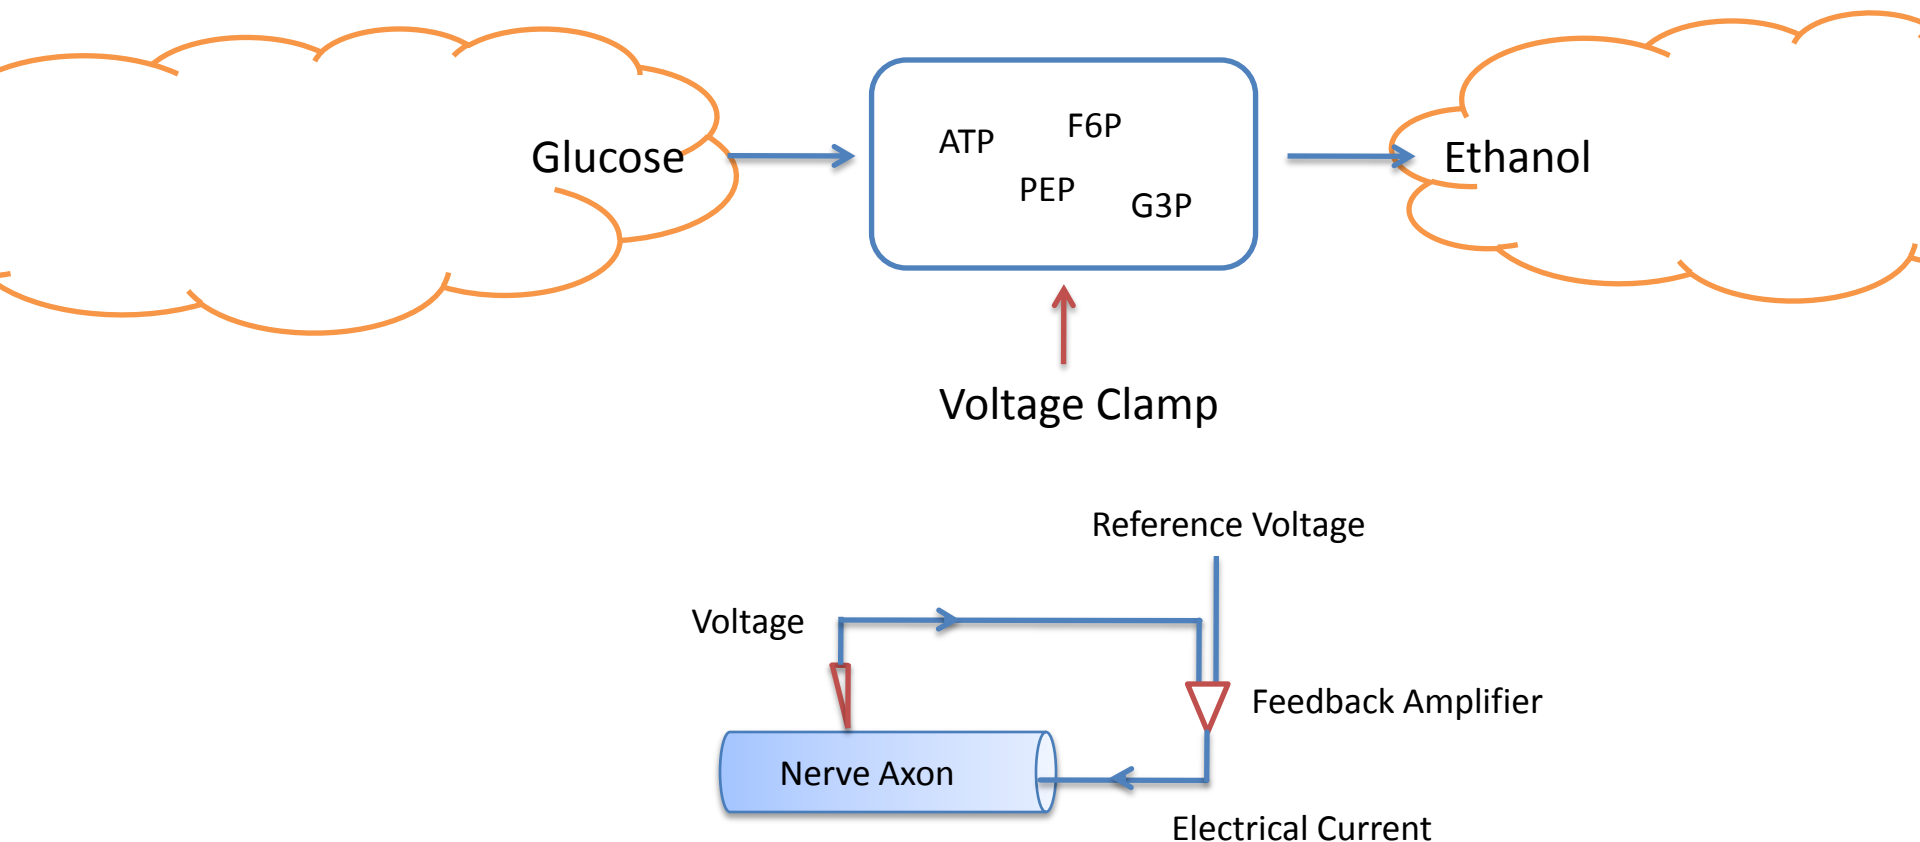 Glucose
ATP
F6P
PEP
G3P
Ethanol
Voltage Clamp
Reference Voltage
Voltage
Feedback Amplifier
Nerve Axon
Electrical Current